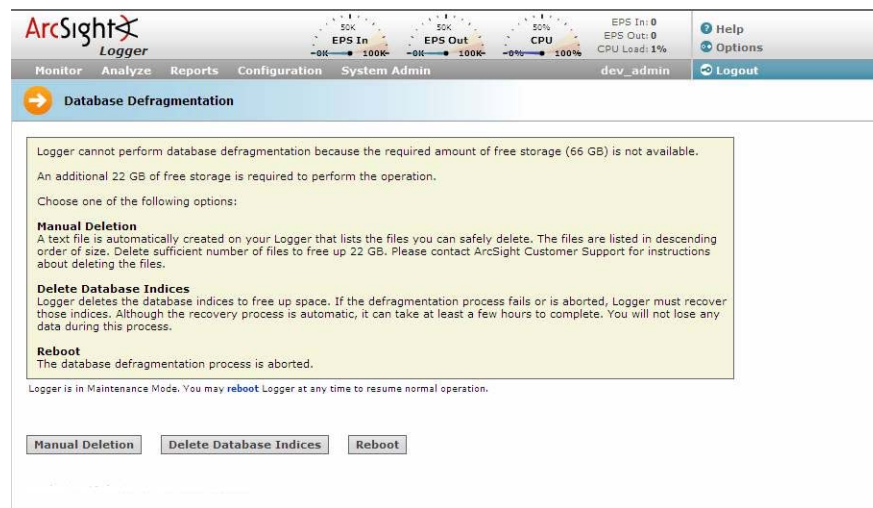 ArcSight
Logger
50K
EPS In
0K 100K
50K
EPS Out
0K 100K
50%
CPU
0% 100%
EPS In: 0
EPS Out: 0
CPU Load: 1%
Help
Options
Monitor Analyze Reports Configuration System Admin dev_admin Logout
Database Defragmentation
Logger cannot perform database defragmentation because the required amount of free storage (66 GB) is not available.
An additional 22 GB of free storage is required to perform the operation.
Choose one of the following options:
Manual Deletion
A text file is automatically created on your Logger that lists the files you can safely delete. The files are listed in descending
order of size. Delete sufficient number of files to free up 22 GB. Please contact ArcSight Customer Support for instructions
about deleting the files.
Delete Database Indices
Logger deletes the database indices to free up space. If the defragmentation process fails or is aborted, Logger must recover
those indices. Although the recovery process is automatic, it can take at least a few hours to complete. You will not lose any
data during this process.
Reboot
The database defragmentation process is aborted.
Logger is in Maintenance Mode. You may reboot Logger at any time to resume normal operation.
Manual Deletion Delete Database Indices Reboot